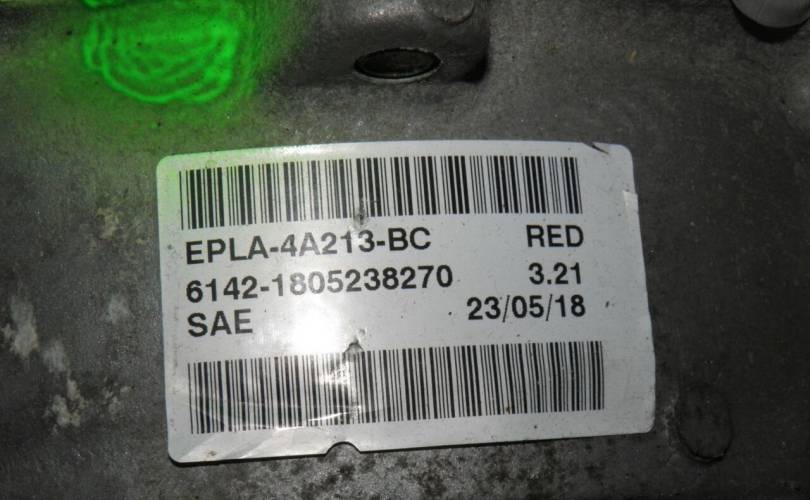 EPLA-4A213-BC RED
6142-1805238270 3.21
SAE 23/05/18